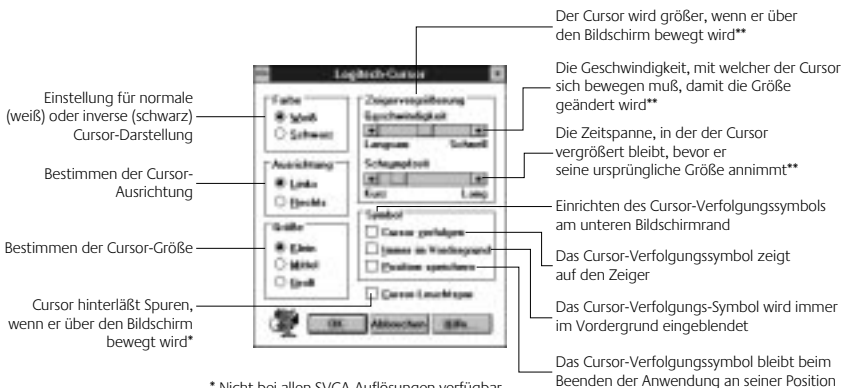 Der Cursor wird größer, wenn er über
den Bildschirm bewegt wird**
Die Geschwindigkeit, mit welcher der Cursor
sich bewegen muß, damit die Größe
geändert wird**
Die Zeitspanne, in der der Cursor
vergrößert bleibt, bevor er
seine ursprüngliche Größe annimmt**
Einrichten des Cursor-Verfolgungssymbols
am unteren Bildschirmrand
Das Cursor-Verfolgungssymbol zeigt
auf den Zeiger
Das Cursor-Verfolgungs-Symbol wird immer
im Vordergrund eingeblendet
Das Cursor-Verfolgungssymbol bleibt beim
Beenden der Anwendung an seiner Position
Einstellung für normale
(weiß) oder inverse (schwarz)
Cursor-Darstellung
Bestimmen der Cursor-
Ausrichtung
Bestimmen der Cursor-Größe
Cursor hinterläßt Spuren,
wenn er über den Bildschirm
bewegt wird*
Logitech-Cursor
Farbe
Weiß
Schwarz
Ausrichtung
Links
Rechts
Größe
Klein
Mittel
Groß
Zeigervergrößerung
Geschwindigkeit
Langsam Schnell
Schrumpfzeit
Kurz Lang
Symbol
Cursor verfolgen
Immer im Vordergrund
Position speichern
Cursor-Leuchtspur
OK Abbrechen Hilfe...
* Nicht bei allen SVGA-Auflösungen verfügbar